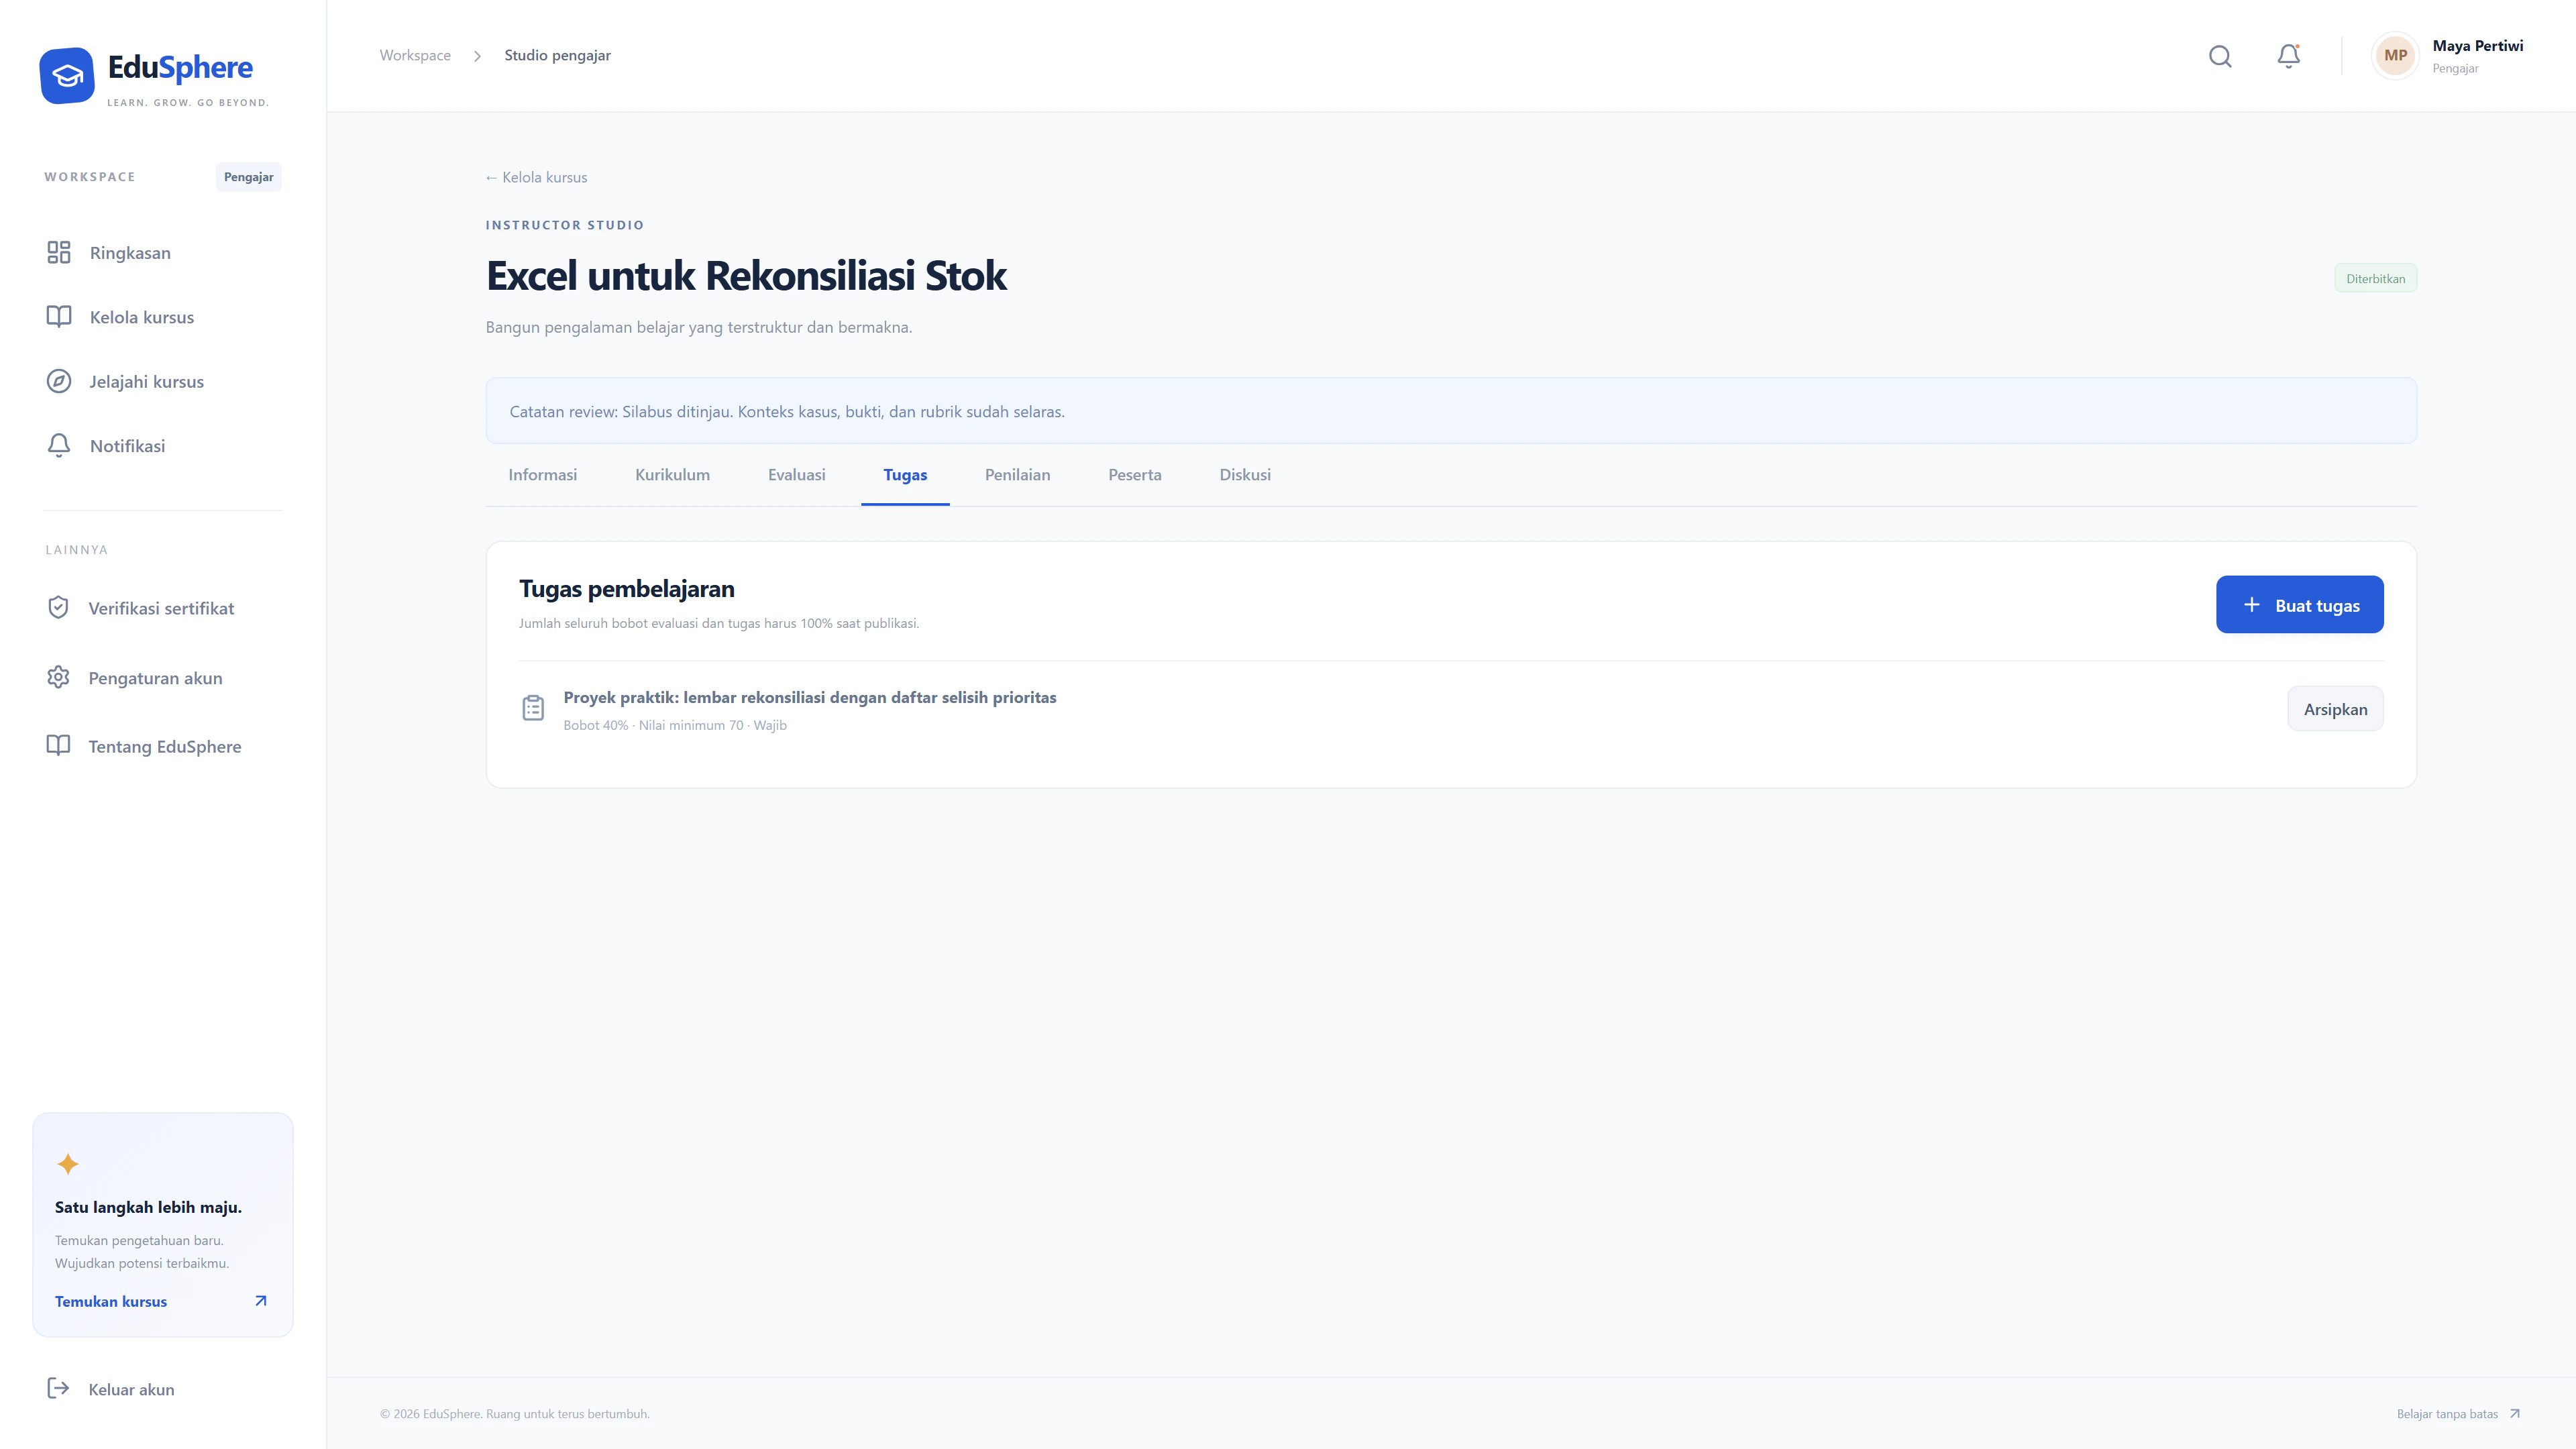 EduSphere
LEARN. GROW. GO BEYOND.
WORKSPACE
Pengajar
Ringkasan
Kelola kursus
Jelajahi kursus
Notifikasi
LAINNYA
Verifikasi sertifikat
Pengaturan akun
Tentang EduSphere
Satu langkah lebih maju.
Temukan pengetahuan baru.
Wujudkan potensi terbaikmu.
Temukan kursus
Keluar akun
Workspace
Studio pengajar
MP
Maya Pertiwi
Pengajar
← Kelola kursus
INSTRUCTOR STUDIO
Excel untuk Rekonsiliasi Stok
Diterbitkan
Bangun pengalaman belajar yang terstruktur dan bermakna.
Catatan review: Silabus ditinjau. Konteks kasus, bukti, dan rubrik sudah selaras.
Informasi
Kurikulum
Evaluasi
Tugas
Penilaian
Peserta
Diskusi
Tugas pembelajaran
Jumlah seluruh bobot evaluasi dan tugas harus 100% saat publikasi.
Buat tugas
Proyek praktik: lembar rekonsiliasi dengan daftar selisih prioritas
Bobot 40% · Nilai minimum 70 · Wajib
Arsipkan
© 2026 EduSphere. Ruang untuk terus bertumbuh.
Belajar tanpa batas